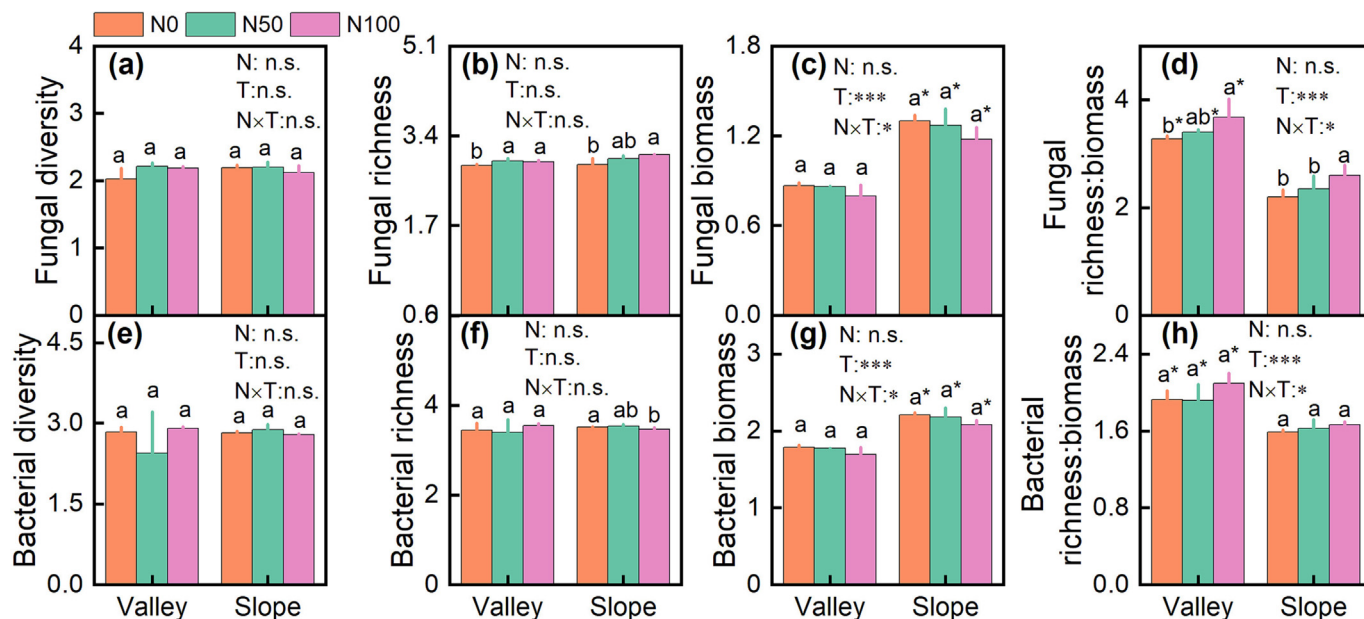 N0 N50 N100
(a)
N: n.s.
T:n.s.
N×T:n.s.
Fungal diversity
4
3
2
1
0
a a a a a a
(b)
N: n.s.
T:n.s.
N×T:n.s.
Fungal richness
5.1
3.4
1.7
0.6
b a a b ab a
(c)
N: n.s.
T:***
N×T:*
Fungal biomass
1.8
1.2
0.6
0.0
a a a a* a* a*
(d)
N: n.s.
T:***
N×T:*
Fungal
richness:biomass
4
2
0
b* ab* a* b b a
(e)
N: n.s.
T:n.s.
N×T:n.s.
Bacterial diversity
4.5
3.0
1.5
0.0
a a a a a a
Valley Slope
(f)
N: n.s.
T:n.s.
N×T:n.s.
Bacterial richness
4
2
0
a a a a ab b
Valley Slope
(g)
N: n.s.
T:***
N×T:*
Bacterial biomass
3
2
1
0
a a a a* a* a*
Valley Slope
(h)
N: n.s.
T:***
N×T:*
Bacterial
richness:biomass
2.4
1.6
0.8
0.0
a* a* a* a a a
Valley Slope